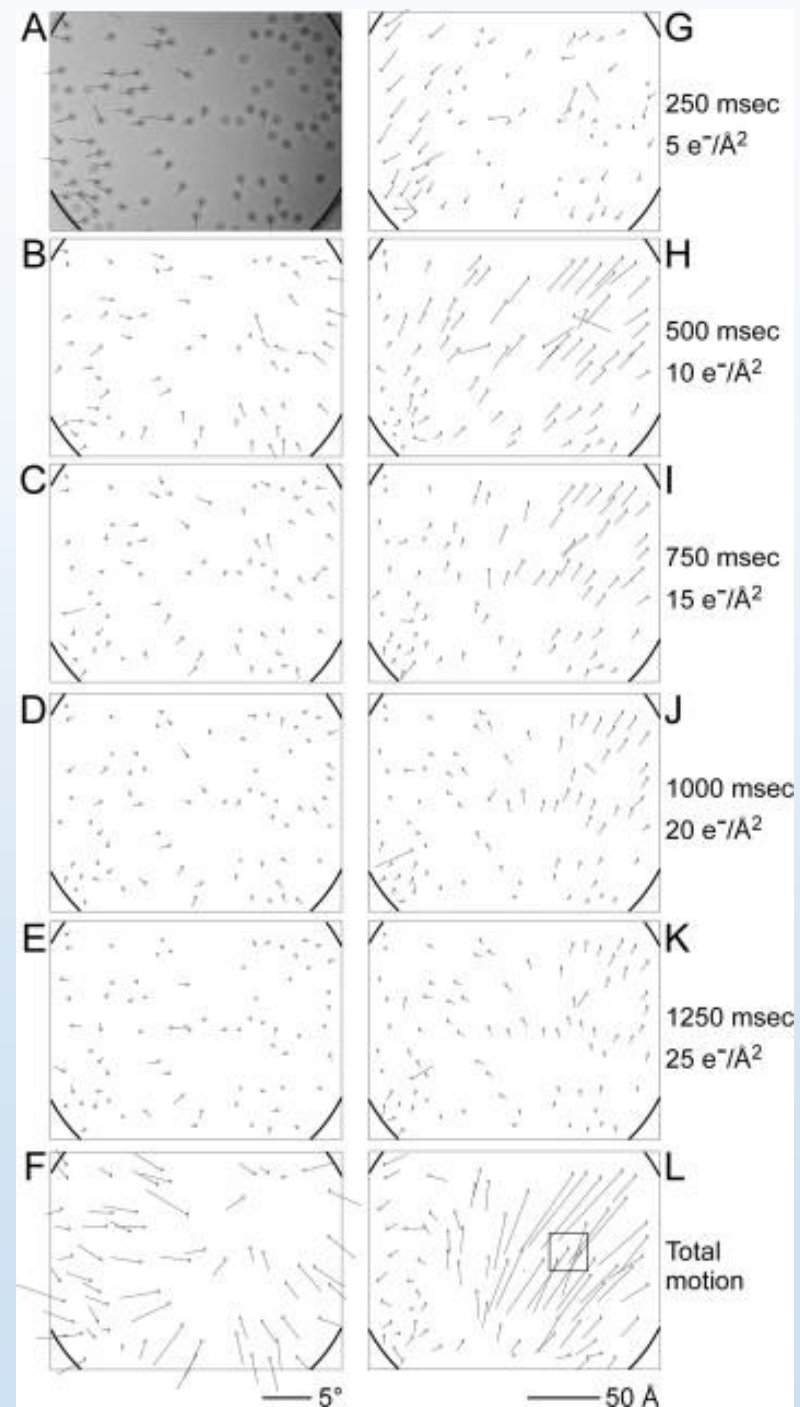 A
G
250 msec
5 e⁻/Å²
B
H
500 msec
10 e⁻/Å²
C
I
750 msec
15 e⁻/Å²
D
J
1000 msec
20 e⁻/Å²
E
K
1250 msec
25 e⁻/Å²
F
L
Total
motion
5°
50 Å